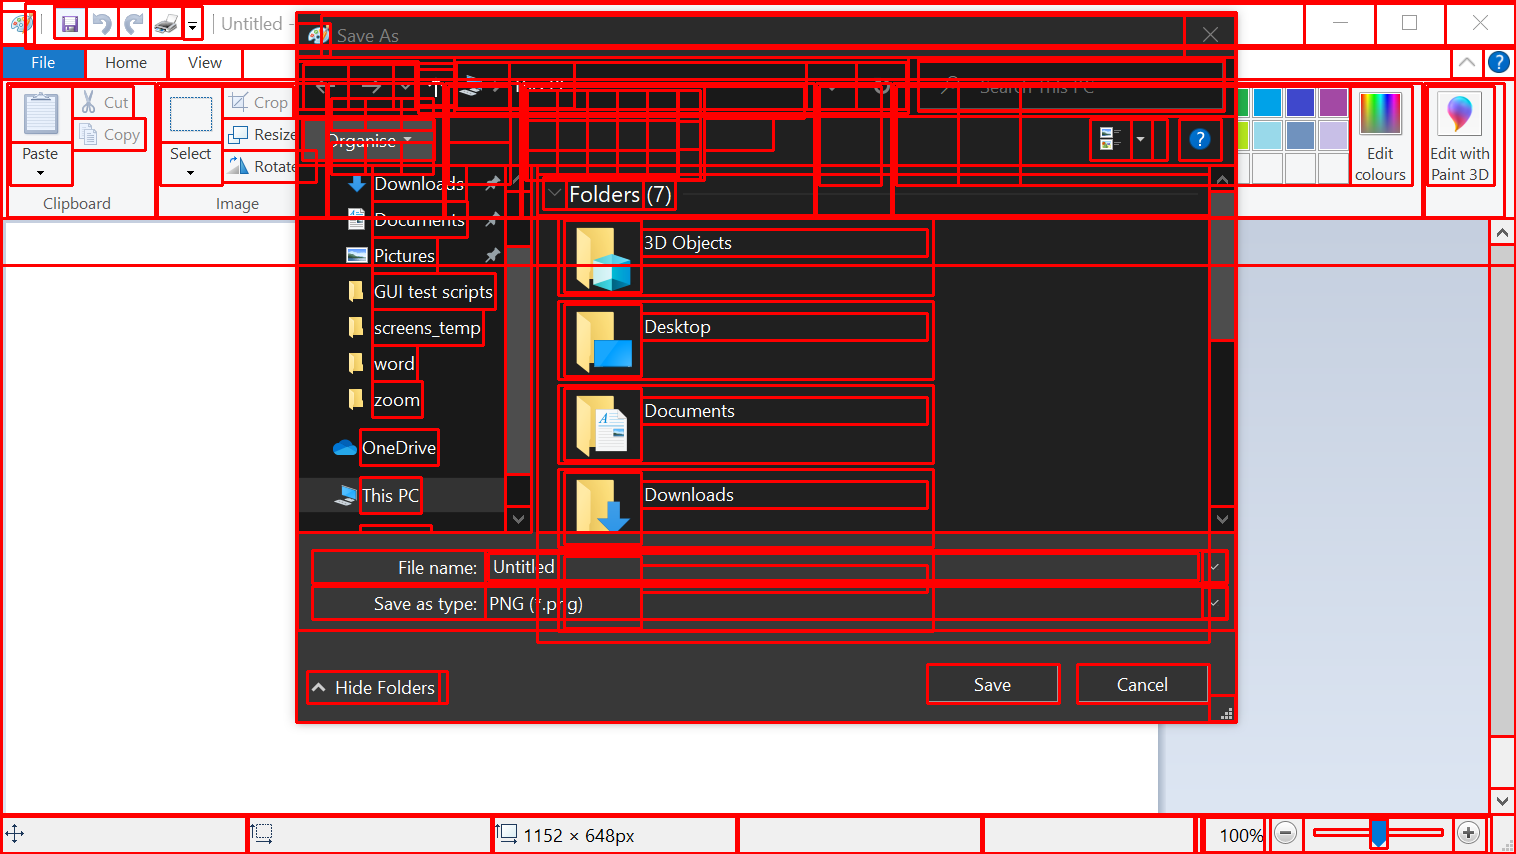 Untitled -
Save As
File
Home
View
Search This PC
Paste
Cut
Copy
Clipboard
Select
Crop
Resize
Rotate
Image
Organise
Edit
colours
Edit with
Paint 3D
Downloads
Documents
Pictures
GUI test scripts
screens_temp
word
zoom
OneDrive
This PC
Folders (7)
3D Objects
Desktop
Documents
Downloads
File name:
Untitled
Save as type:
PNG (*.png)
Hide Folders
Save
Cancel
1152 × 648px
100%